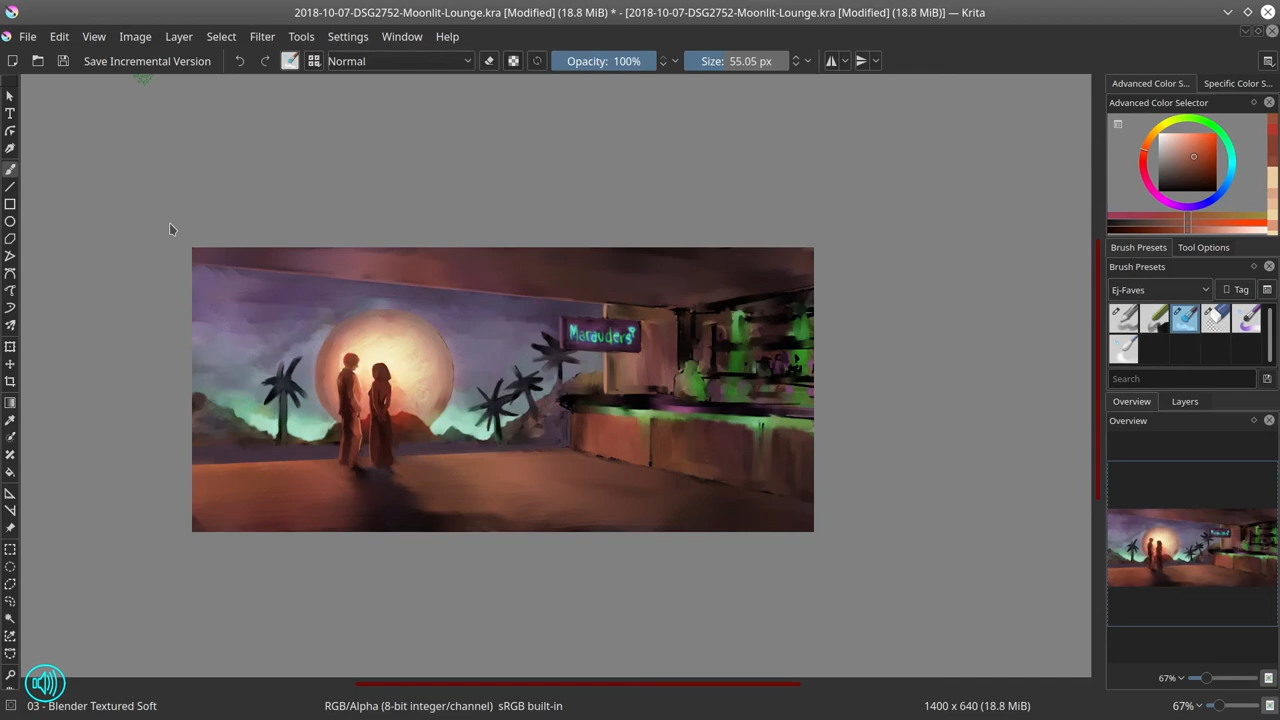 2018-10-07-DSG2752-Moonlit-Lounge.kra [Modified] (18.8 MiB) * - [2018-10-07-DSG2752-Moonlit-Lounge.kra [Modified] (18.8 MiB)] - Krita
File Edit View Image Layer Select Filter Tools Settings Window Help
Save Incremental Version Normal Opacity: 100% Size: 55.05 px
Advanced Color S... Specific Color S...
Advanced Color Selector
Brush Presets Tool Options
Brush Presets
Ej-Faves Tag
Marauders
Search
Overview Layers
Overview
67%
03 - Blender Textured Soft RGB/Alpha (8-bit integer/channel) sRGB built-in 1400 x 640 (18.8 MiB) 67%